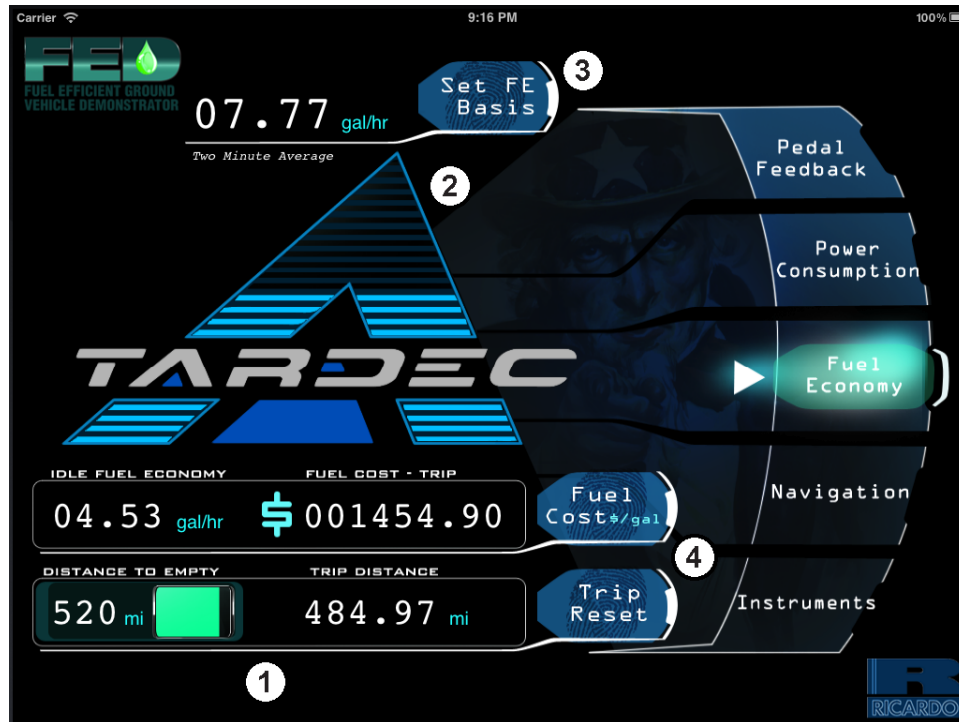 Carrier
9:16 PM
100%
FED
FUEL EFFICIENT GROUND
VEHICLE DEMONSTRATOR
07.77 gal/hr
Two Minute Average
Set FE
Basis
3
2
Pedal
Feedback
Power
Consumption
Fuel
Economy
Navigation
Instruments
TARDEC
IDLE FUEL ECONOMY
FUEL COST - TRIP
04.53 gal/hr
$ 001454.90
Fuel
Cost $/gal
4
DISTANCE TO EMPTY
TRIP DISTANCE
520 mi
484.97 mi
Trip
Reset
1
R
RICARDO